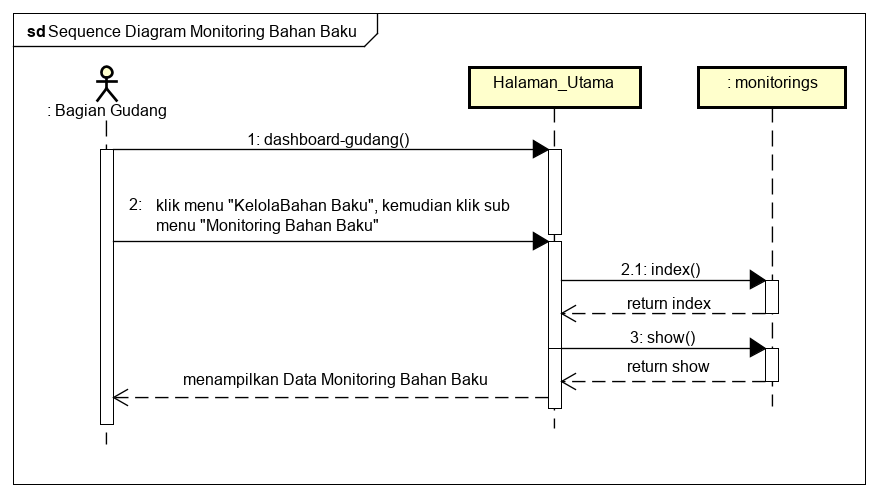 sd Sequence Diagram Monitoring Bahan Baku
: Bagian Gudang
Halaman_Utama
: monitorings
1: dashboard-gudang()
2: klik menu "KelolaBahan Baku", kemudian klik sub
menu "Monitoring Bahan Baku"
2.1: index()
return index
3: show()
return show
menampilkan Data Monitoring Bahan Baku